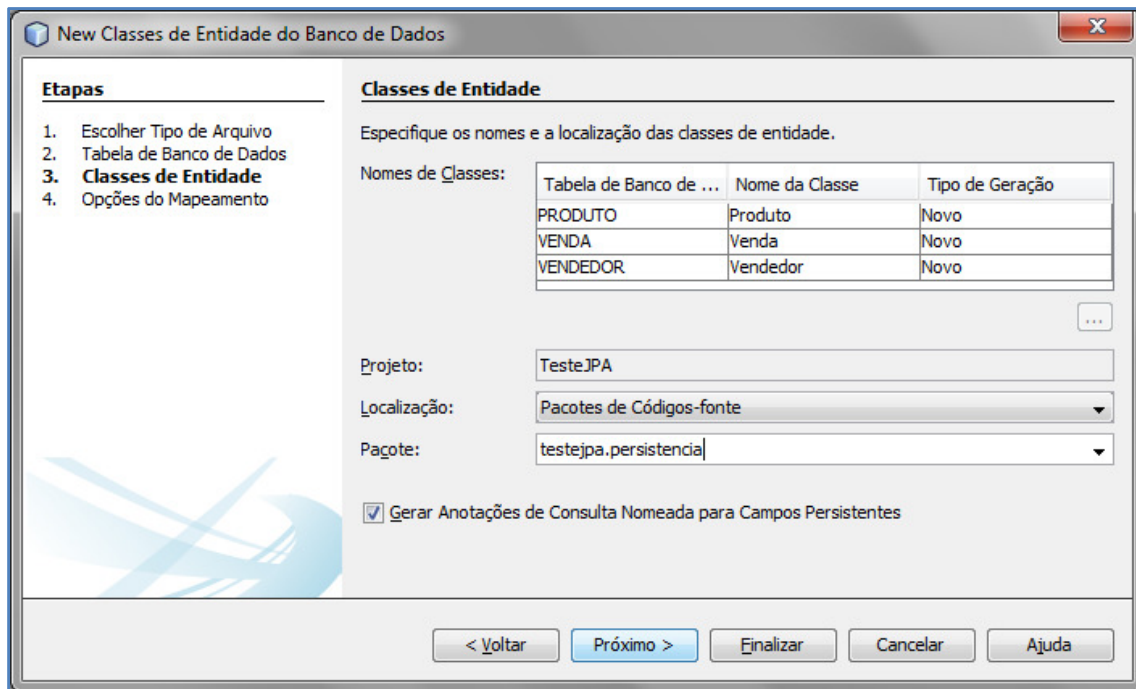 New Classes de Entidade do Banco de Dados
Etapas
1. Escolher Tipo de Arquivo
2. Tabela de Banco de Dados
3. Classes de Entidade
4. Opções do Mapeamento
Classes de Entidade
Especifique os nomes e a localização das classes de entidade.
Nomes de Classes:
Tabela de Banco de ... Nome da Classe Tipo de Geração
PRODUTO Produto Novo
VENDA Venda Novo
VENDEDOR Vendedor Novo
...
Projeto: TesteJPA
Localização: Pacotes de Códigos-fonte
Pacote: testejpa.persistencia
Gerar Anotações de Consulta Nomeada para Campos Persistentes
< Voltar Próximo > Finalizar Cancelar Ajuda